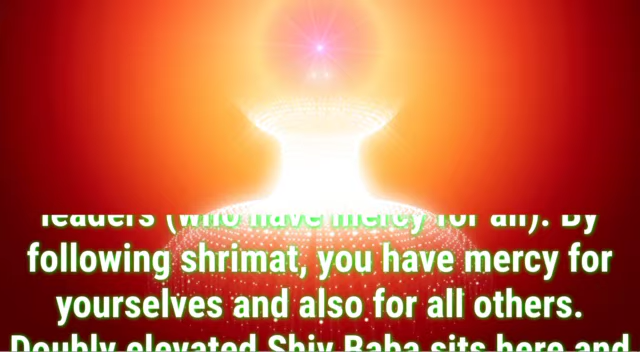 leaders (who have mercy for all). By
following shrimat, you have mercy for
yourselves and also for all others.
Doubly elevated Shiv Baba sits here and